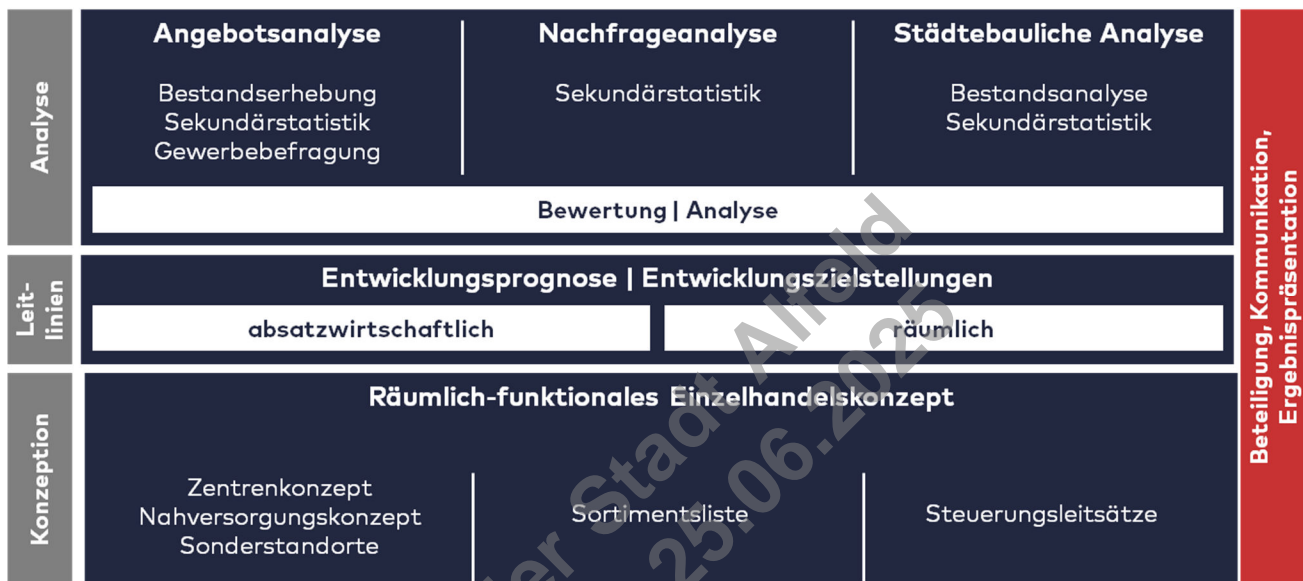 Analyse
Angebotsanalyse
Bestandserhebung
Sekundärstatistik
Gewerbebefragung
Nachfrageanalyse
Sekundärstatistik
Städtebauliche Analyse
Bestandsanalyse
Sekundärstatistik
Bewertung | Analyse
Leit-
linien
Entwicklungsprognose | Entwicklungszielstellungen
absatzwirtschaftlich
räumlich
Konzeption
Räumlich-funktionales Einzelhandelskonzept
Zentrenkonzept
Nahversorgungskonzept
Sonderstandorte
Sortimentsliste
Steuerungsleitsätze
Beteiligung, Kommunikation,
Ergebnispräsentation
der Stadt Alfeld
25.06.2025